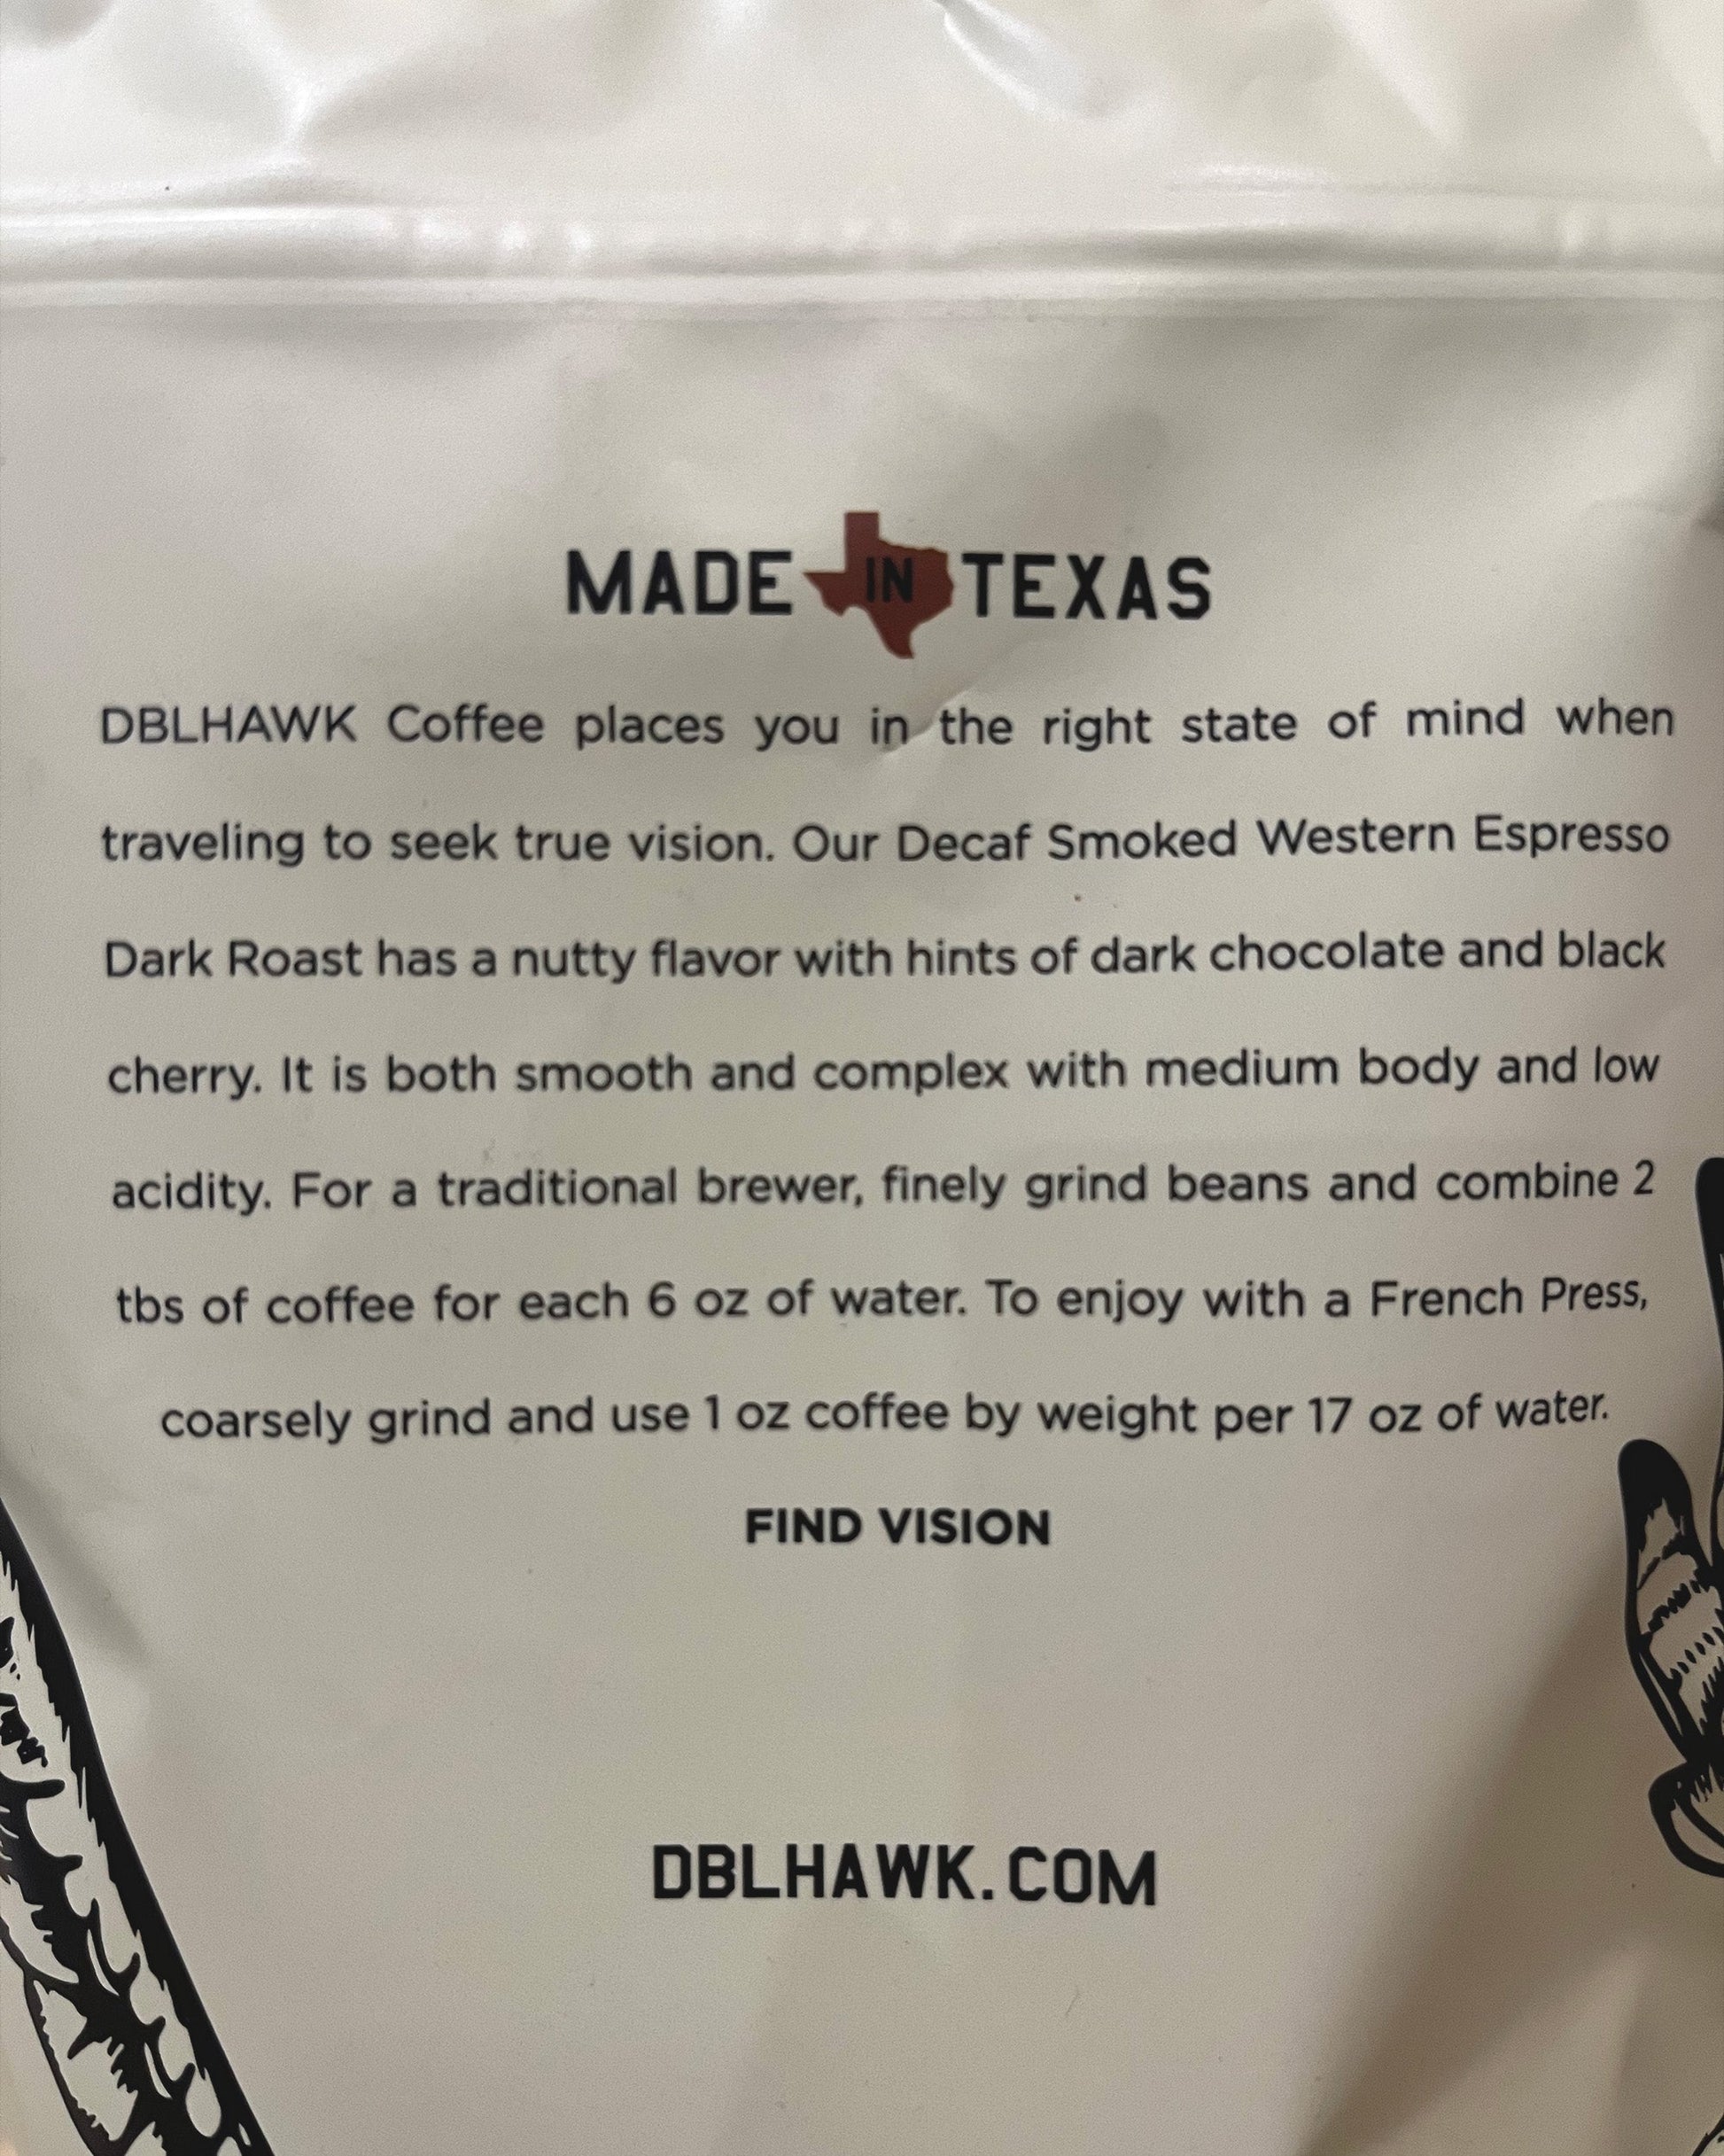 MADE IN TEXAS
DBLHAWK Coffee places you in the right state of mind when
traveling to seek true vision. Our Decaf Smoked Western Espresso
Dark Roast has a nutty flavor with hints of dark chocolate and black
cherry. It is both smooth and complex with medium body and low
acidity. For a traditional brewer, finely grind beans and combine 2
tbs of coffee for each 6 oz of water. To enjoy with a French Press,
coarsely grind and use 1 oz coffee by weight per 17 oz of water.
FIND VISION
DBLHAWK.COM